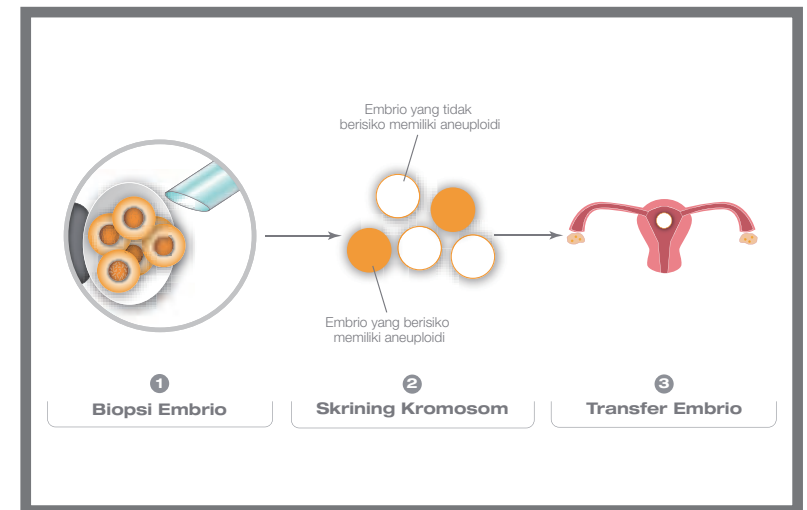 Embrio yang tidak
berisiko memiliki aneuploidi
Embrio yang berisiko
memiliki aneuploidi
1
Biopsi Embrio
2
Skrining Kromosom
3
Transfer Embrio